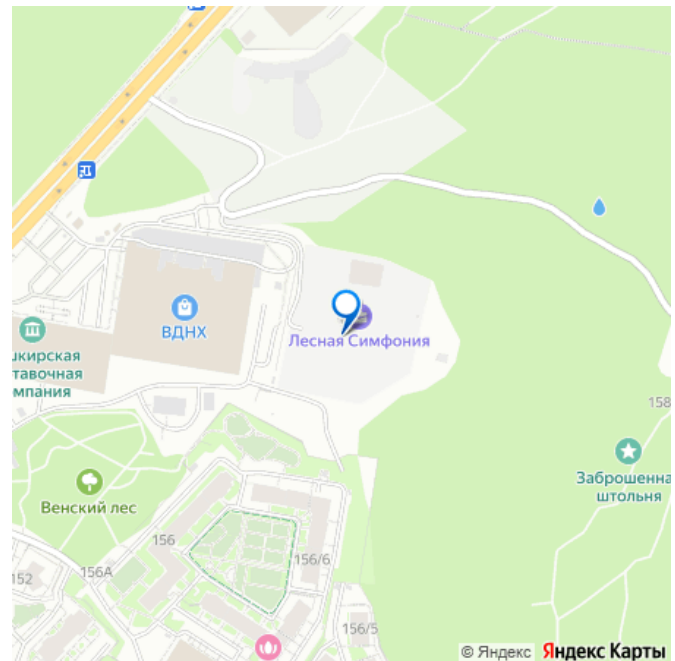 ВДНХ
Лесная Симфония
шкирская
тавочная
мпания
158
Заброшенна
штольня
Венский лес
156
156А
152
156/6
156/5
© Яндекс Яндекс Карты